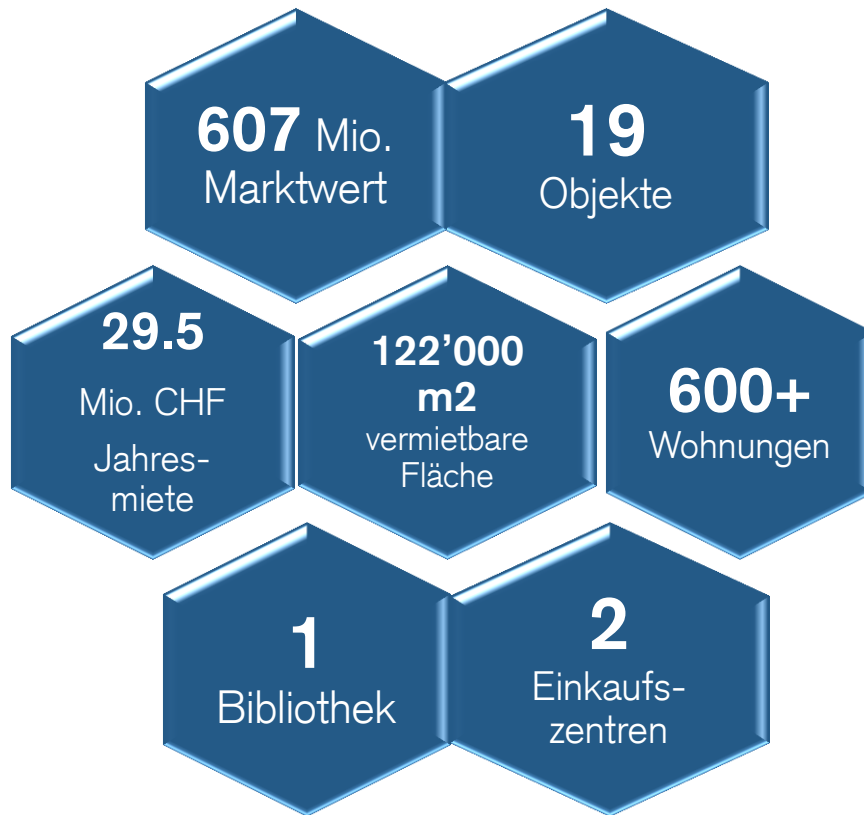 607 Mio.
Marktwert
19
Objekte
29.5
Mio. CHF
Jahres-
miete
122’000
m2
vermietbare
Fläche
600+
Wohnungen
1
Bibliothek
2
Einkaufs-
zentren